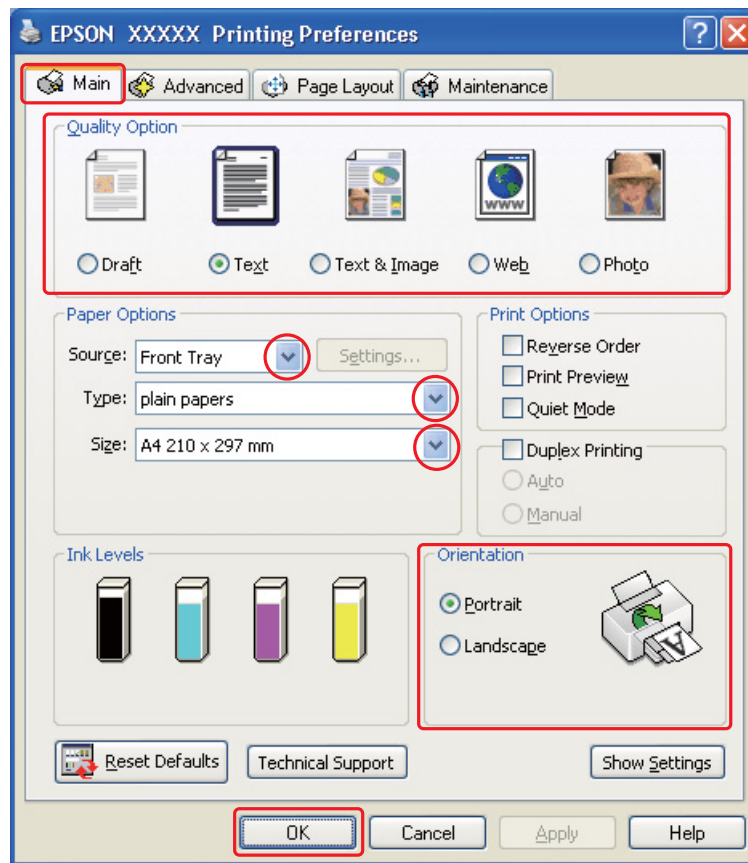 EPSON XXXXX Printing Preferences
Main Advanced Page Layout Maintenance
Quality Option
WWW
Draft Text Text & Image Web Photo
Paper Options
Source: Front Tray Settings...
Type: plain papers
Size: A4 210 x 297 mm
Print Options
Reverse Order
Print Preview
Quiet Mode
Duplex Printing
Auto
Manual
Ink Levels
Orientation
Portrait
Landscape
A
Reset Defaults Technical Support Show Settings
OK Cancel Apply Help